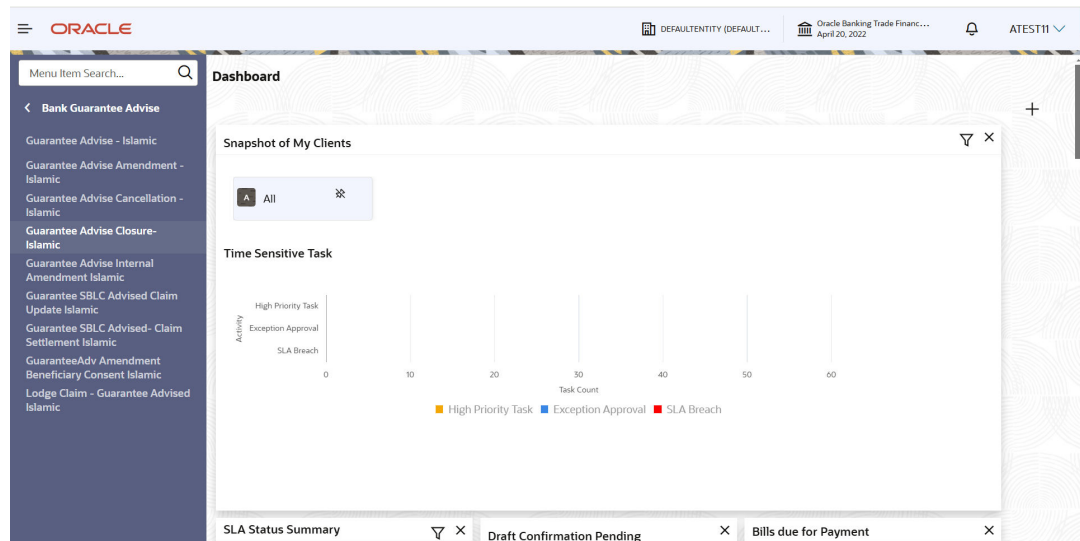 ORACLE
DEFAULTENTITY (DEFAULT...
Oracle Banking Trade Financ...
April 20, 2022
ATEST11
Menu Item Search...
Bank Guarantee Advise
Guarantee Advise - Islamic
Guarantee Advise Amendment -
Islamic
Guarantee Advise Cancellation -
Islamic
Guarantee Advise Closure-
Islamic
Guarantee Advise Internal
Amendment Islamic
Guarantee SBLC Advised Claim
Update Islamic
Guarantee SBLC Advised- Claim
Settlement Islamic
GuaranteeAdv Amendment
Beneficiary Consent Islamic
Lodge Claim - Guarantee Advised
Islamic
Dashboard
Snapshot of My Clients
A All
Time Sensitive Task
Activity
High Priority Task
Exception Approval
SLA Breach
0 10 20 30 40 50 60
Task Count
High Priority Task Exception Approval SLA Breach
SLA Status Summary
Draft Confirmation Pending
Bills due for Payment